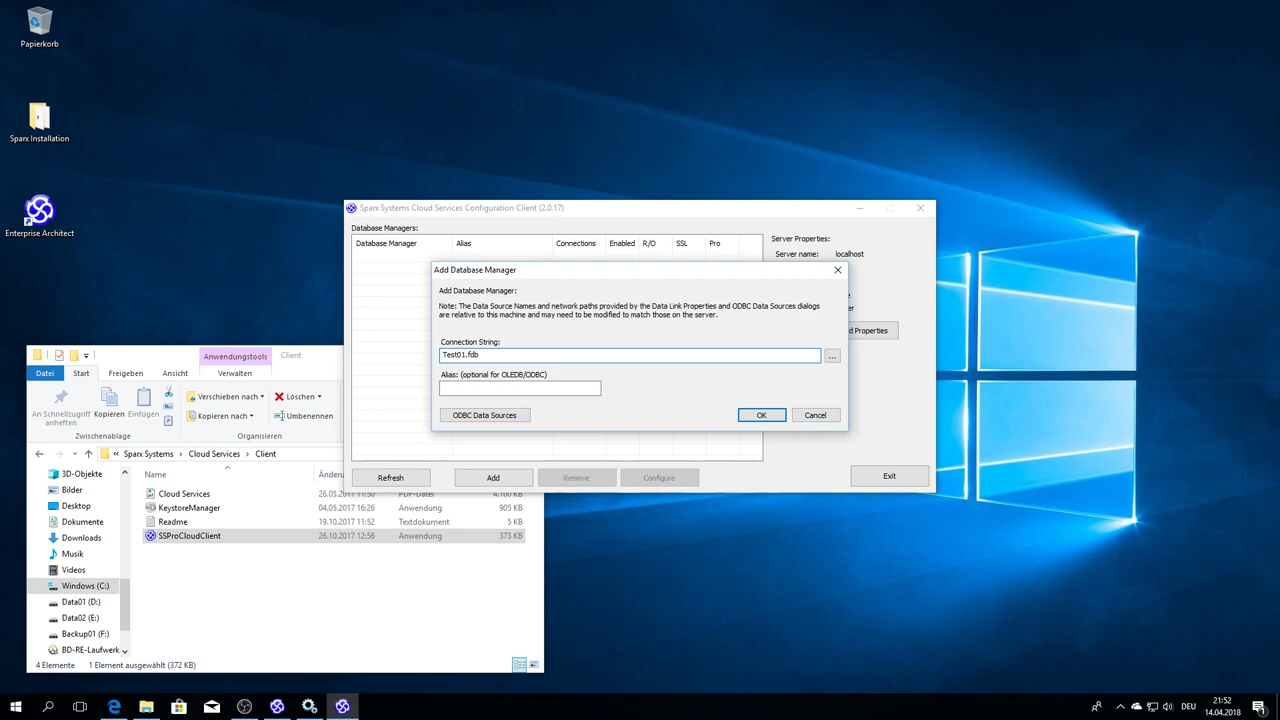 Papierkorb
Sparx Installation
Enterprise Architect
Sparx Systems Cloud Services Configuration Client (2.0.17)
Database Managers:
Database Manager Alias Connections Enabled R/O SSL Pro
Server Properties:
Server name: localhost
d Properties
Add Database Manager
Add Database Manager:
Note: The Data Source Names and network paths provided by the Data Link Properties and ODBC Data Sources dialogs
are relative to this machine and may need to be modified to match those on the server.
Connection String:
Test01.fdb
...
Alias: (optional for OLEDB/ODBC)
ODBC Data Sources OK Cancel
Refresh Add Remove Configure Exit
Anwendungstools Client
Datei Start Freigeben Ansicht Verwalten
An Schnellzugriff
anheften
Kopieren Einfügen
Zwischenablage
Verschieben nach Löschen
Kopieren nach Umbenennen
Organisieren
« Sparx Systems › Cloud Services › Client
Name Änder
3D-Objekte
Bilder
Desktop
Dokumente
Downloads
Musik
Videos
Windows (C:)
Data01 (D:)
Data02 (E:)
Backup01 (F:)
BD-RE-Laufwerk
Cloud Services 26.05.2017 11:50 PDF-Datei 4.100 KB
KeystoreManager 04.05.2017 16:26 Anwendung 905 KB
Readme 19.10.2017 11:52 Textdokument 5 KB
SSProCloudClient 26.10.2017 12:56 Anwendung 373 KB
4 Elemente 1 Element ausgewählt (372 KB)
DEU
21:52
14.04.2018
1